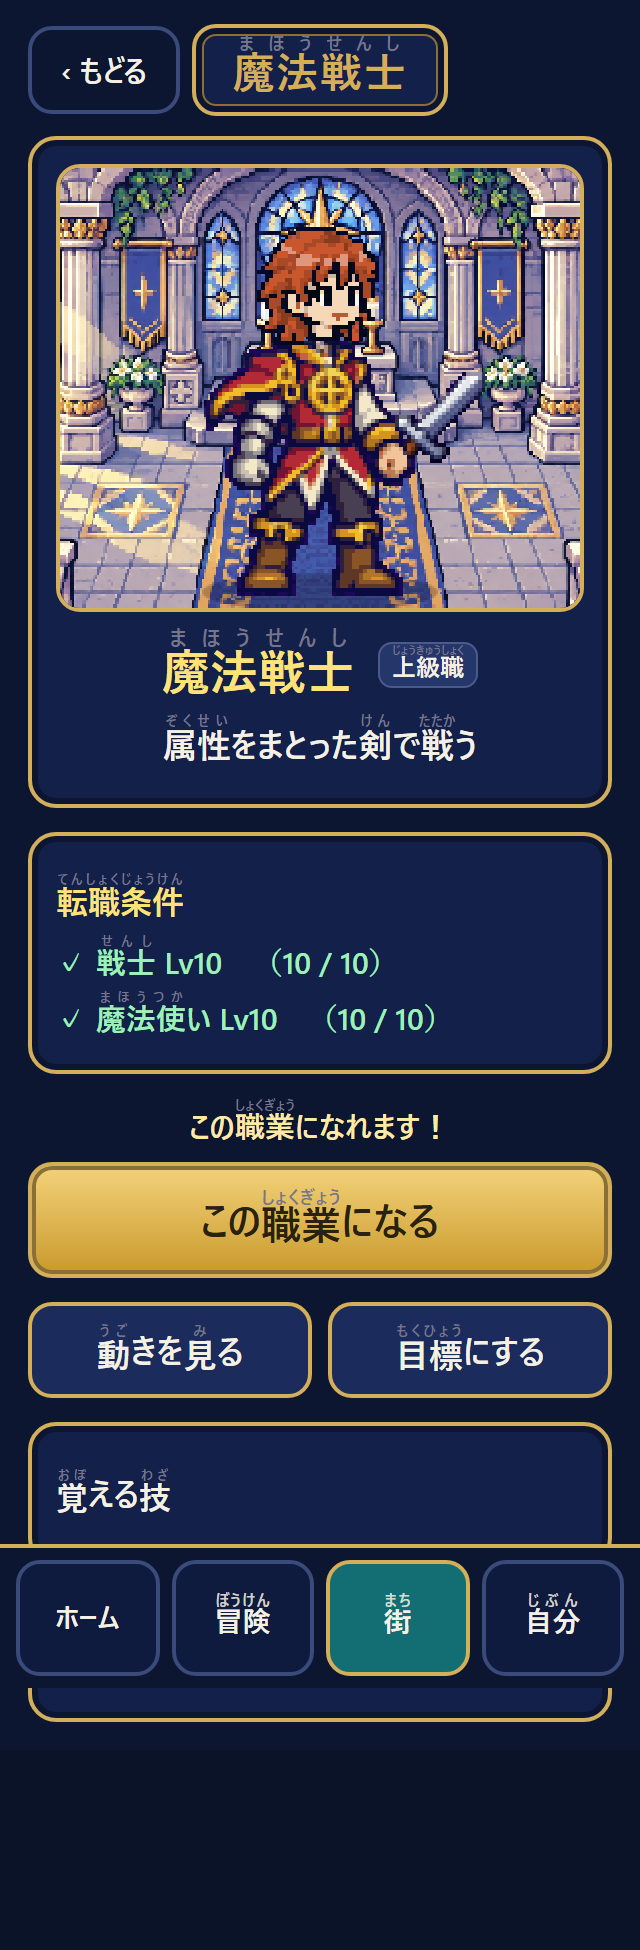 ‹ もどる
まほうせんし
魔法戦士
まほうせんし
魔法戦士
じょうきゅうしょく
上級職
ぞくせい けん たたか
属性をまとった剣で戦う
てんしょくじょうけん
転職条件
せんし
✓ 戦士 Lv10 （10 / 10）
まほうつか
✓ 魔法使い Lv10 （10 / 10）
しょくぎょう
この職業になれます！
しょくぎょう
この職業になる
うご み
動きを見る
もくひょう
目標にする
おぼ わざ
覚える技
ホーム
ぼうけん
冒険
まち
街
じぶん
自分